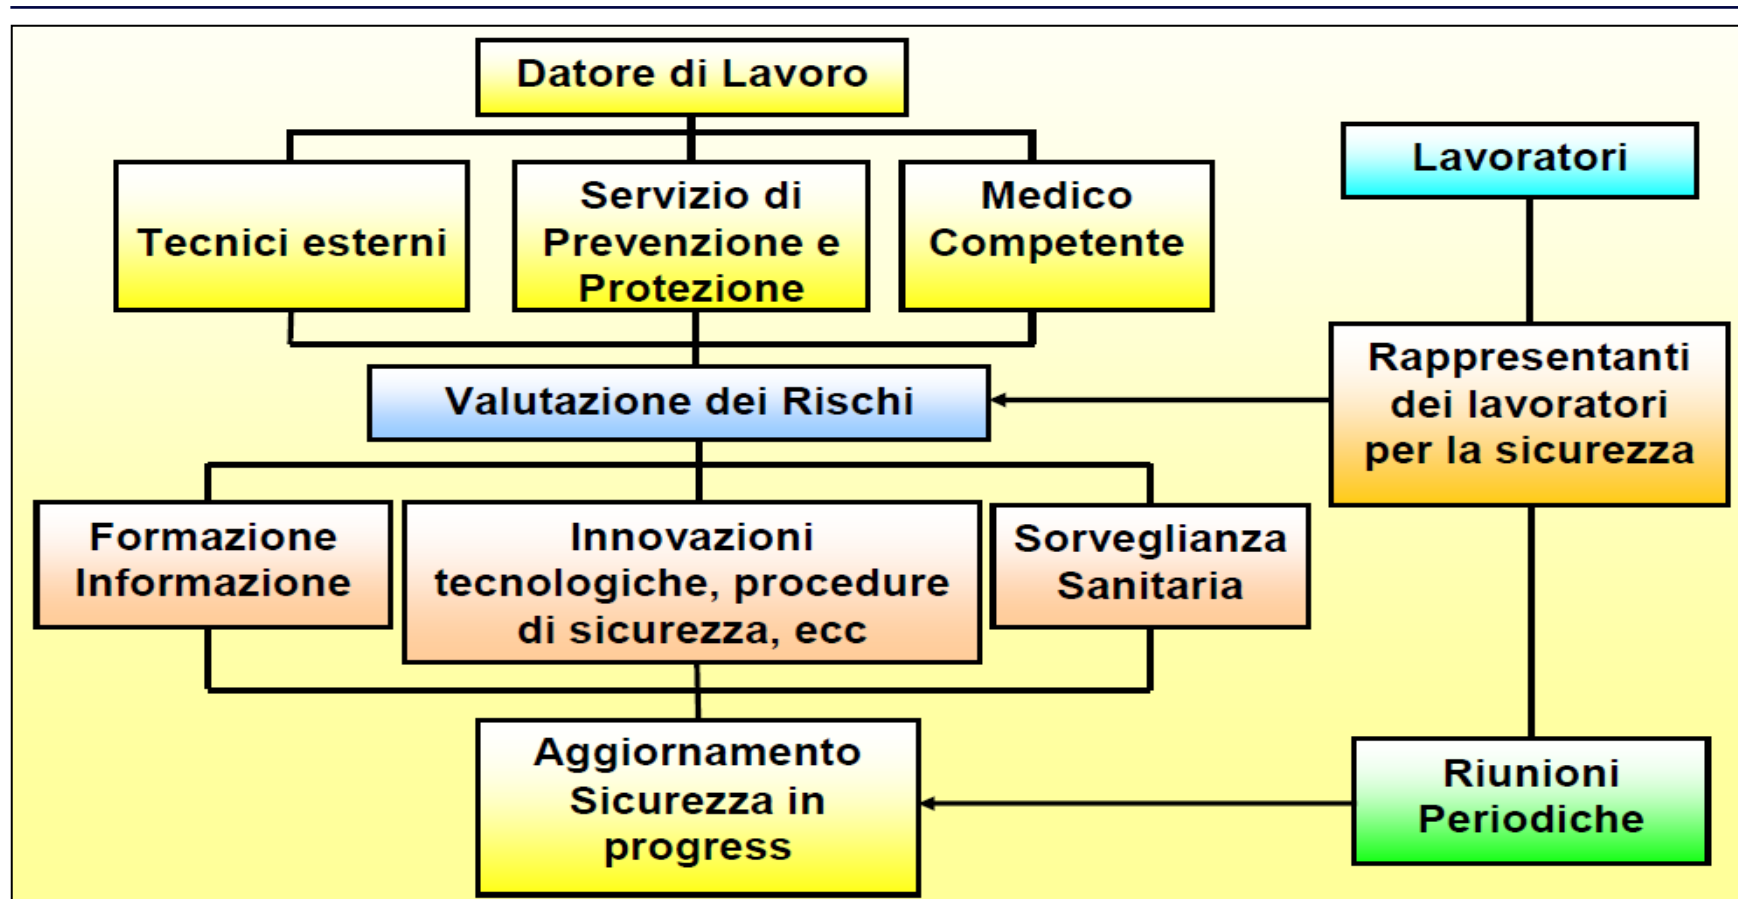 Datore di Lavoro
Lavoratori
Tecnici esterni
Servizio di
Prevenzione e
Protezione
Medico
Competente
Valutazione dei Rischi
Rappresentanti
dei lavoratori
per la sicurezza
Formazione
Informazione
Innovazioni
tecnologiche, procedure
di sicurezza, ecc
Sorveglianza
Sanitaria
Aggiornamento
Sicurezza in
progress
Riunioni
Periodiche